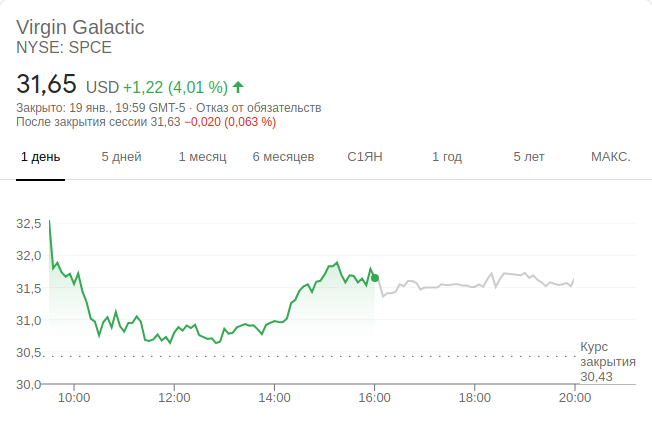 Virgin Galactic
NYSE: SPCE
31,65 USD +1,22 (4,01 %)
Закрыто: 19 янв., 19:59 GMT-5 · Отказ от обязательств
После закрытия сессии 31,63 −0,020 (0,063 %)
1 день 5 дней 1 месяц 6 месяцев С1ЯН 1 год 5 лет МАКС.
32,5
32,0
31,5
31,0
30,5
Курс
закрытия
30,43
30,0
10:00 12:00 14:00 16:00 18:00 20:00